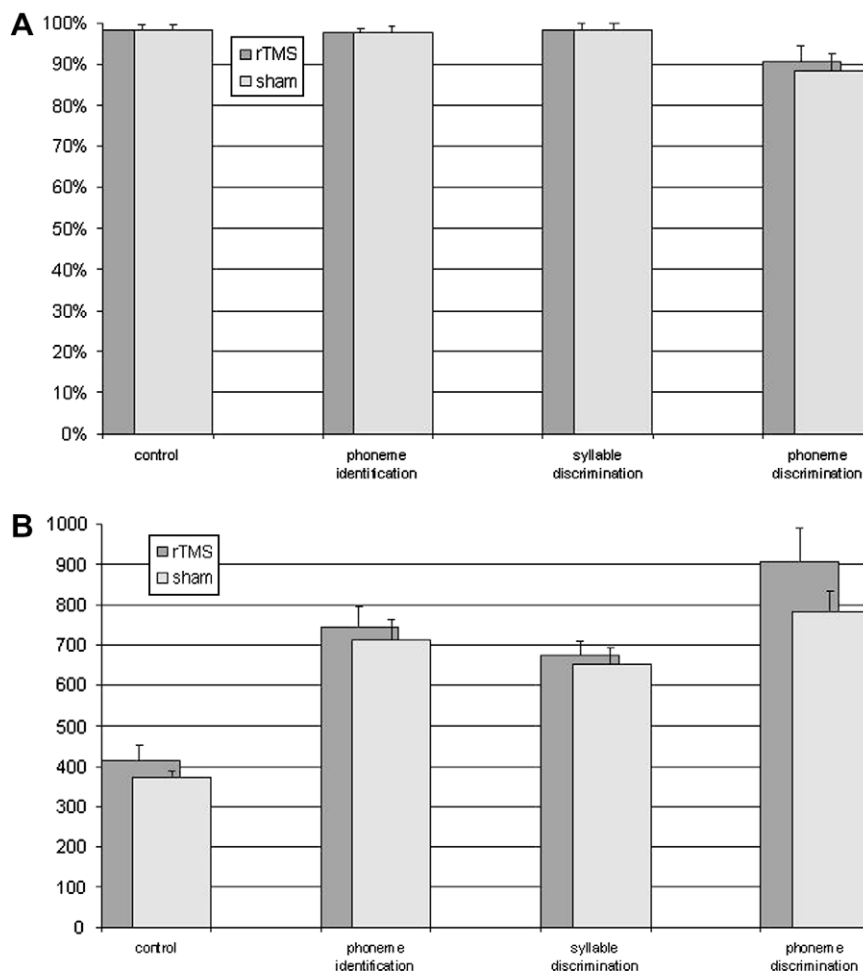 A
100%
90%
80%
70%
60%
50%
40%
30%
20%
10%
0%
rTMS
sham
control
phoneme
identification
syllable
discrimination
phoneme
discrimination
B
1000
900
800
700
600
500
400
300
200
100
0
rTMS
sham
control
phoneme
identification
syllable
discrimination
phoneme
discrimination